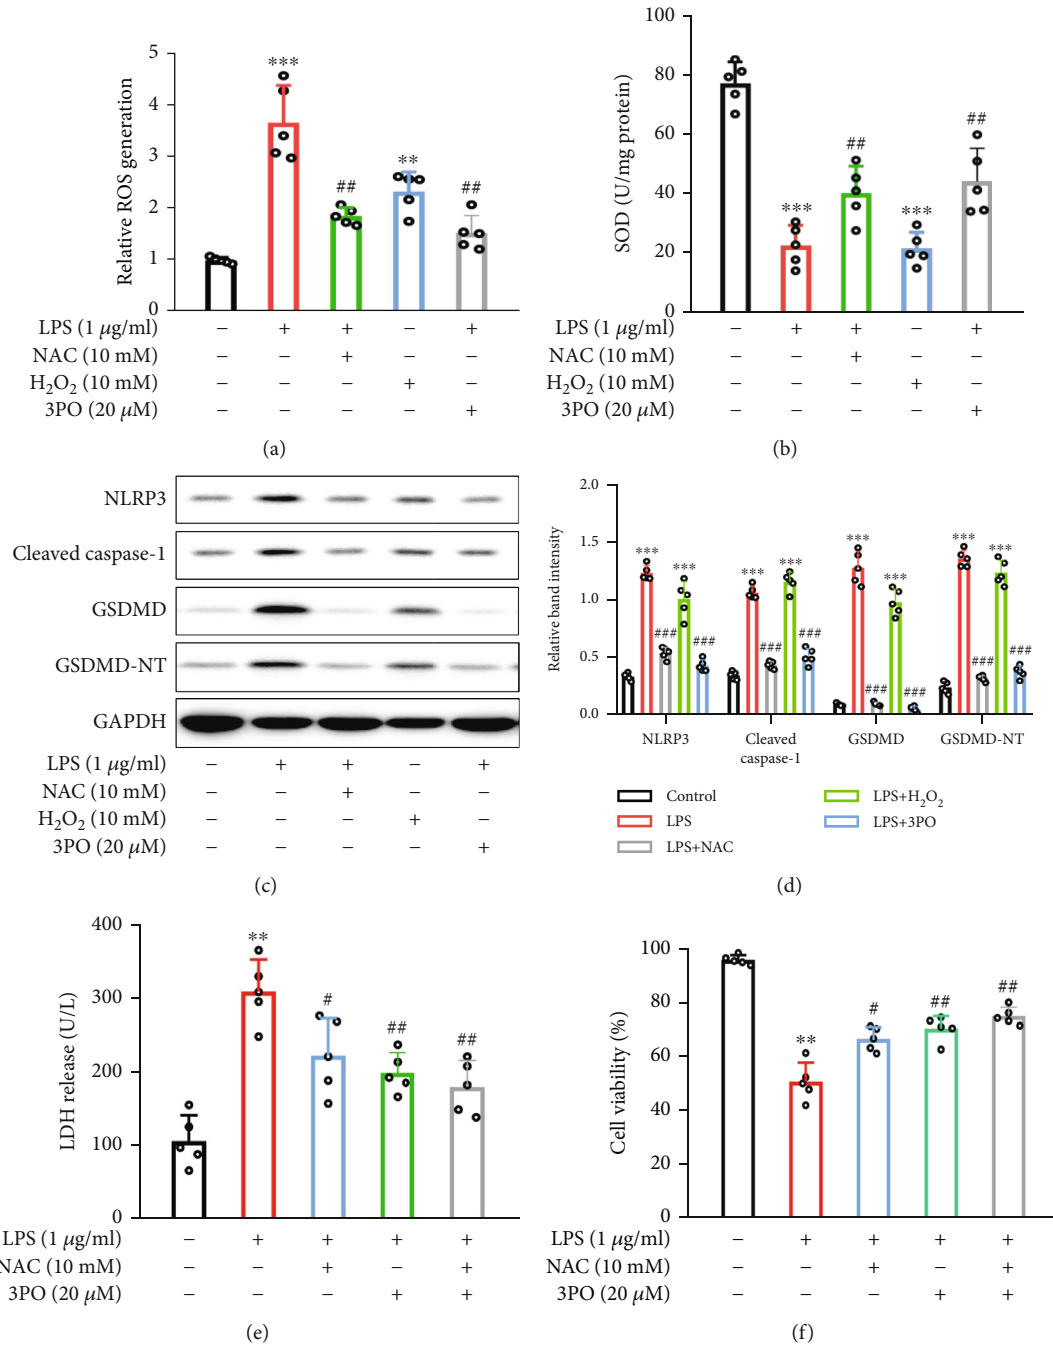 5
4
3
2
1
0
Relative ROS generation
***
##
**
##
LPS (1 μg/ml) − + + − +
NAC (10 mM) − − + − −
H₂O₂ (10 mM) − − − + −
3PO (20 μM) − − − − +
(a)
100
80
60
40
20
0
SOD (U/mg protein)
***
##
***
##
LPS (1 μg/ml) − + + − +
NAC (10 mM) − − + − −
H₂O₂ (10 mM) − − − + −
3PO (20 μM) − − − − +
(b)
NLRP3
Cleaved caspase-1
GSDMD
GSDMD-NT
GAPDH
LPS (1 μg/ml) − + + − +
NAC (10 mM) − − + − −
H₂O₂ (10 mM) − − − + −
3PO (20 μM) − − − − +
(c)
2.0
1.5
1.0
0.5
0.0
Relative band intensity
*** ### *** ###
*** ### *** ###
*** ### *** ###
*** ### *** ###
NLRP3
Cleaved
caspase-1
GSDMD
GSDMD-NT
Control
LPS
LPS+NAC
LPS+H₂O₂
LPS+3PO
(d)
400
300
200
100
0
LDH release (U/L)
**
#
##
##
LPS (1 μg/ml) − + + + +
NAC (10 mM) − − + − +
3PO (20 μM) − − − + +
(e)
100
80
60
40
20
0
Cell viability (%)
**
#
##
##
LPS (1 μg/ml) − + + + +
NAC (10 mM) − − + − +
3PO (20 μM) − − − + +
(f)